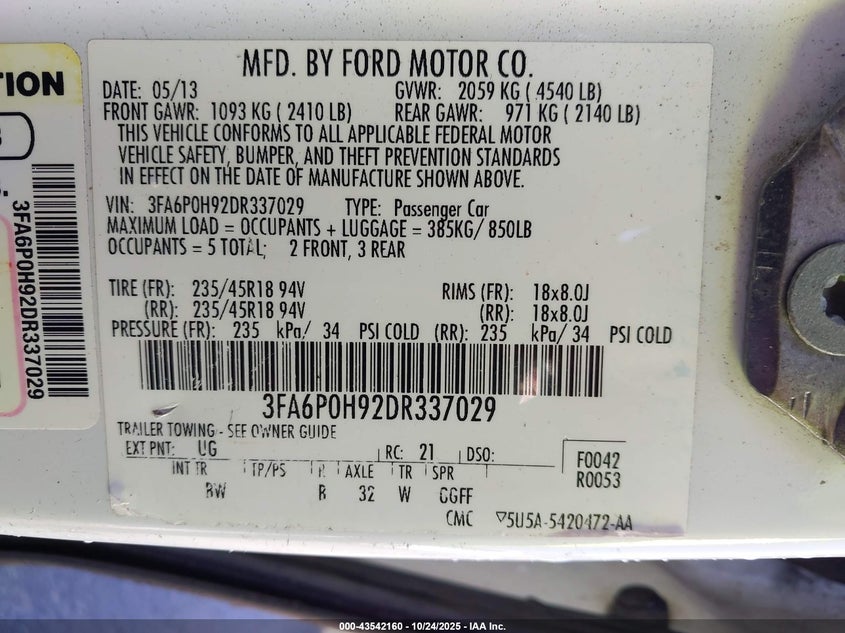 TION
3FA6P0H92DR337029
MFD. BY FORD MOTOR CO.
DATE: 05/13 GVWR: 2059 KG ( 4540 LB)
FRONT GAWR: 1093 KG ( 2410 LB) REAR GAWR: 971 KG ( 2140 LB)
THIS VEHICLE CONFORMS TO ALL APPLICABLE FEDERAL MOTOR
VEHICLE SAFETY, BUMPER, AND THEFT PREVENTION STANDARDS
IN EFFECT ON THE DATE OF MANUFACTURE SHOWN ABOVE.
VIN: 3FA6P0H92DR337029 TYPE: Passenger Car
MAXIMUM LOAD = OCCUPANTS + LUGGAGE = 385KG/ 850LB
OCCUPANTS = 5 TOTAL; 2 FRONT, 3 REAR
TIRE (FR): 235/45R18 94V RIMS (FR): 18x8.0J
(RR): 235/45R18 94V (RR): 18x8.0J
PRESSURE (FR): 235 kPa/ 34 PSI COLD (RR): 235 kPa/ 34 PSI COLD
3FA6P0H92DR337029
TRAILER TOWING - SEE OWNER GUIDE
EXT PNT: UG RC: 21 DSO: F0042
INT TR TP/PS R AXLE TR SPR R0053
BW B 32 W CGFF
CMC 5U5A-5420472-AA
000-43542160 - 10/24/2025 - IAA Inc.